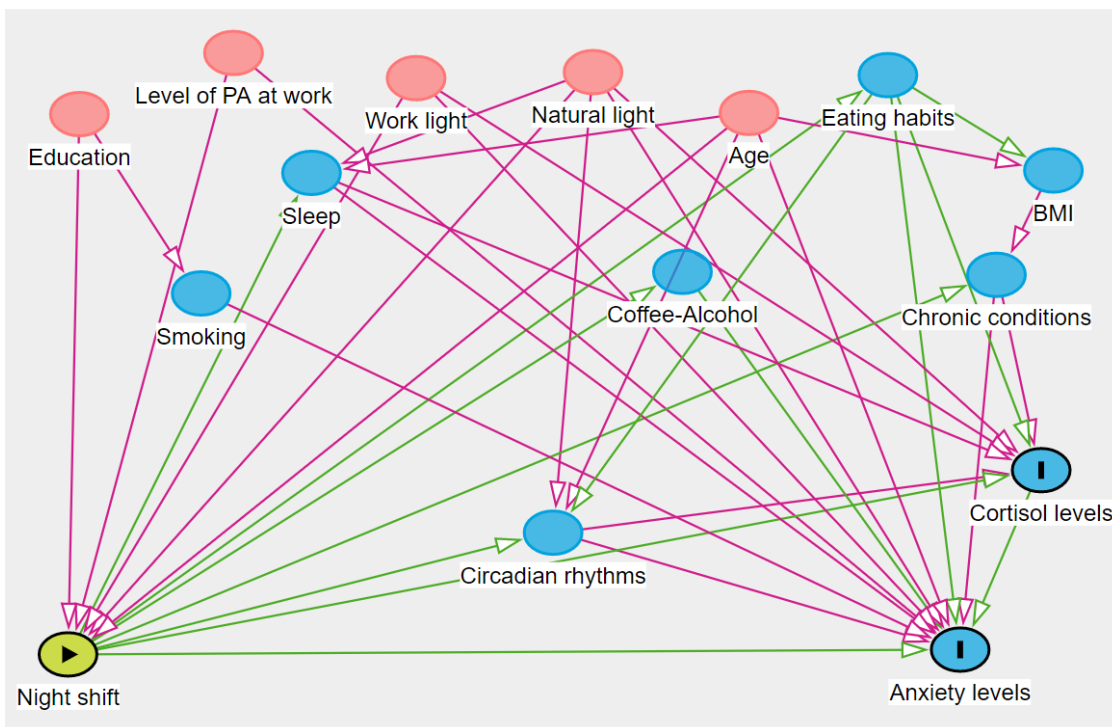 Level of PA at work
Work light
Natural light
Eating habits
Education
Age
Sleep
BMI
Smoking
Coffee-Alcohol
Chronic conditions
Cortisol levels
Circadian rhythms
Night shift
Anxiety levels